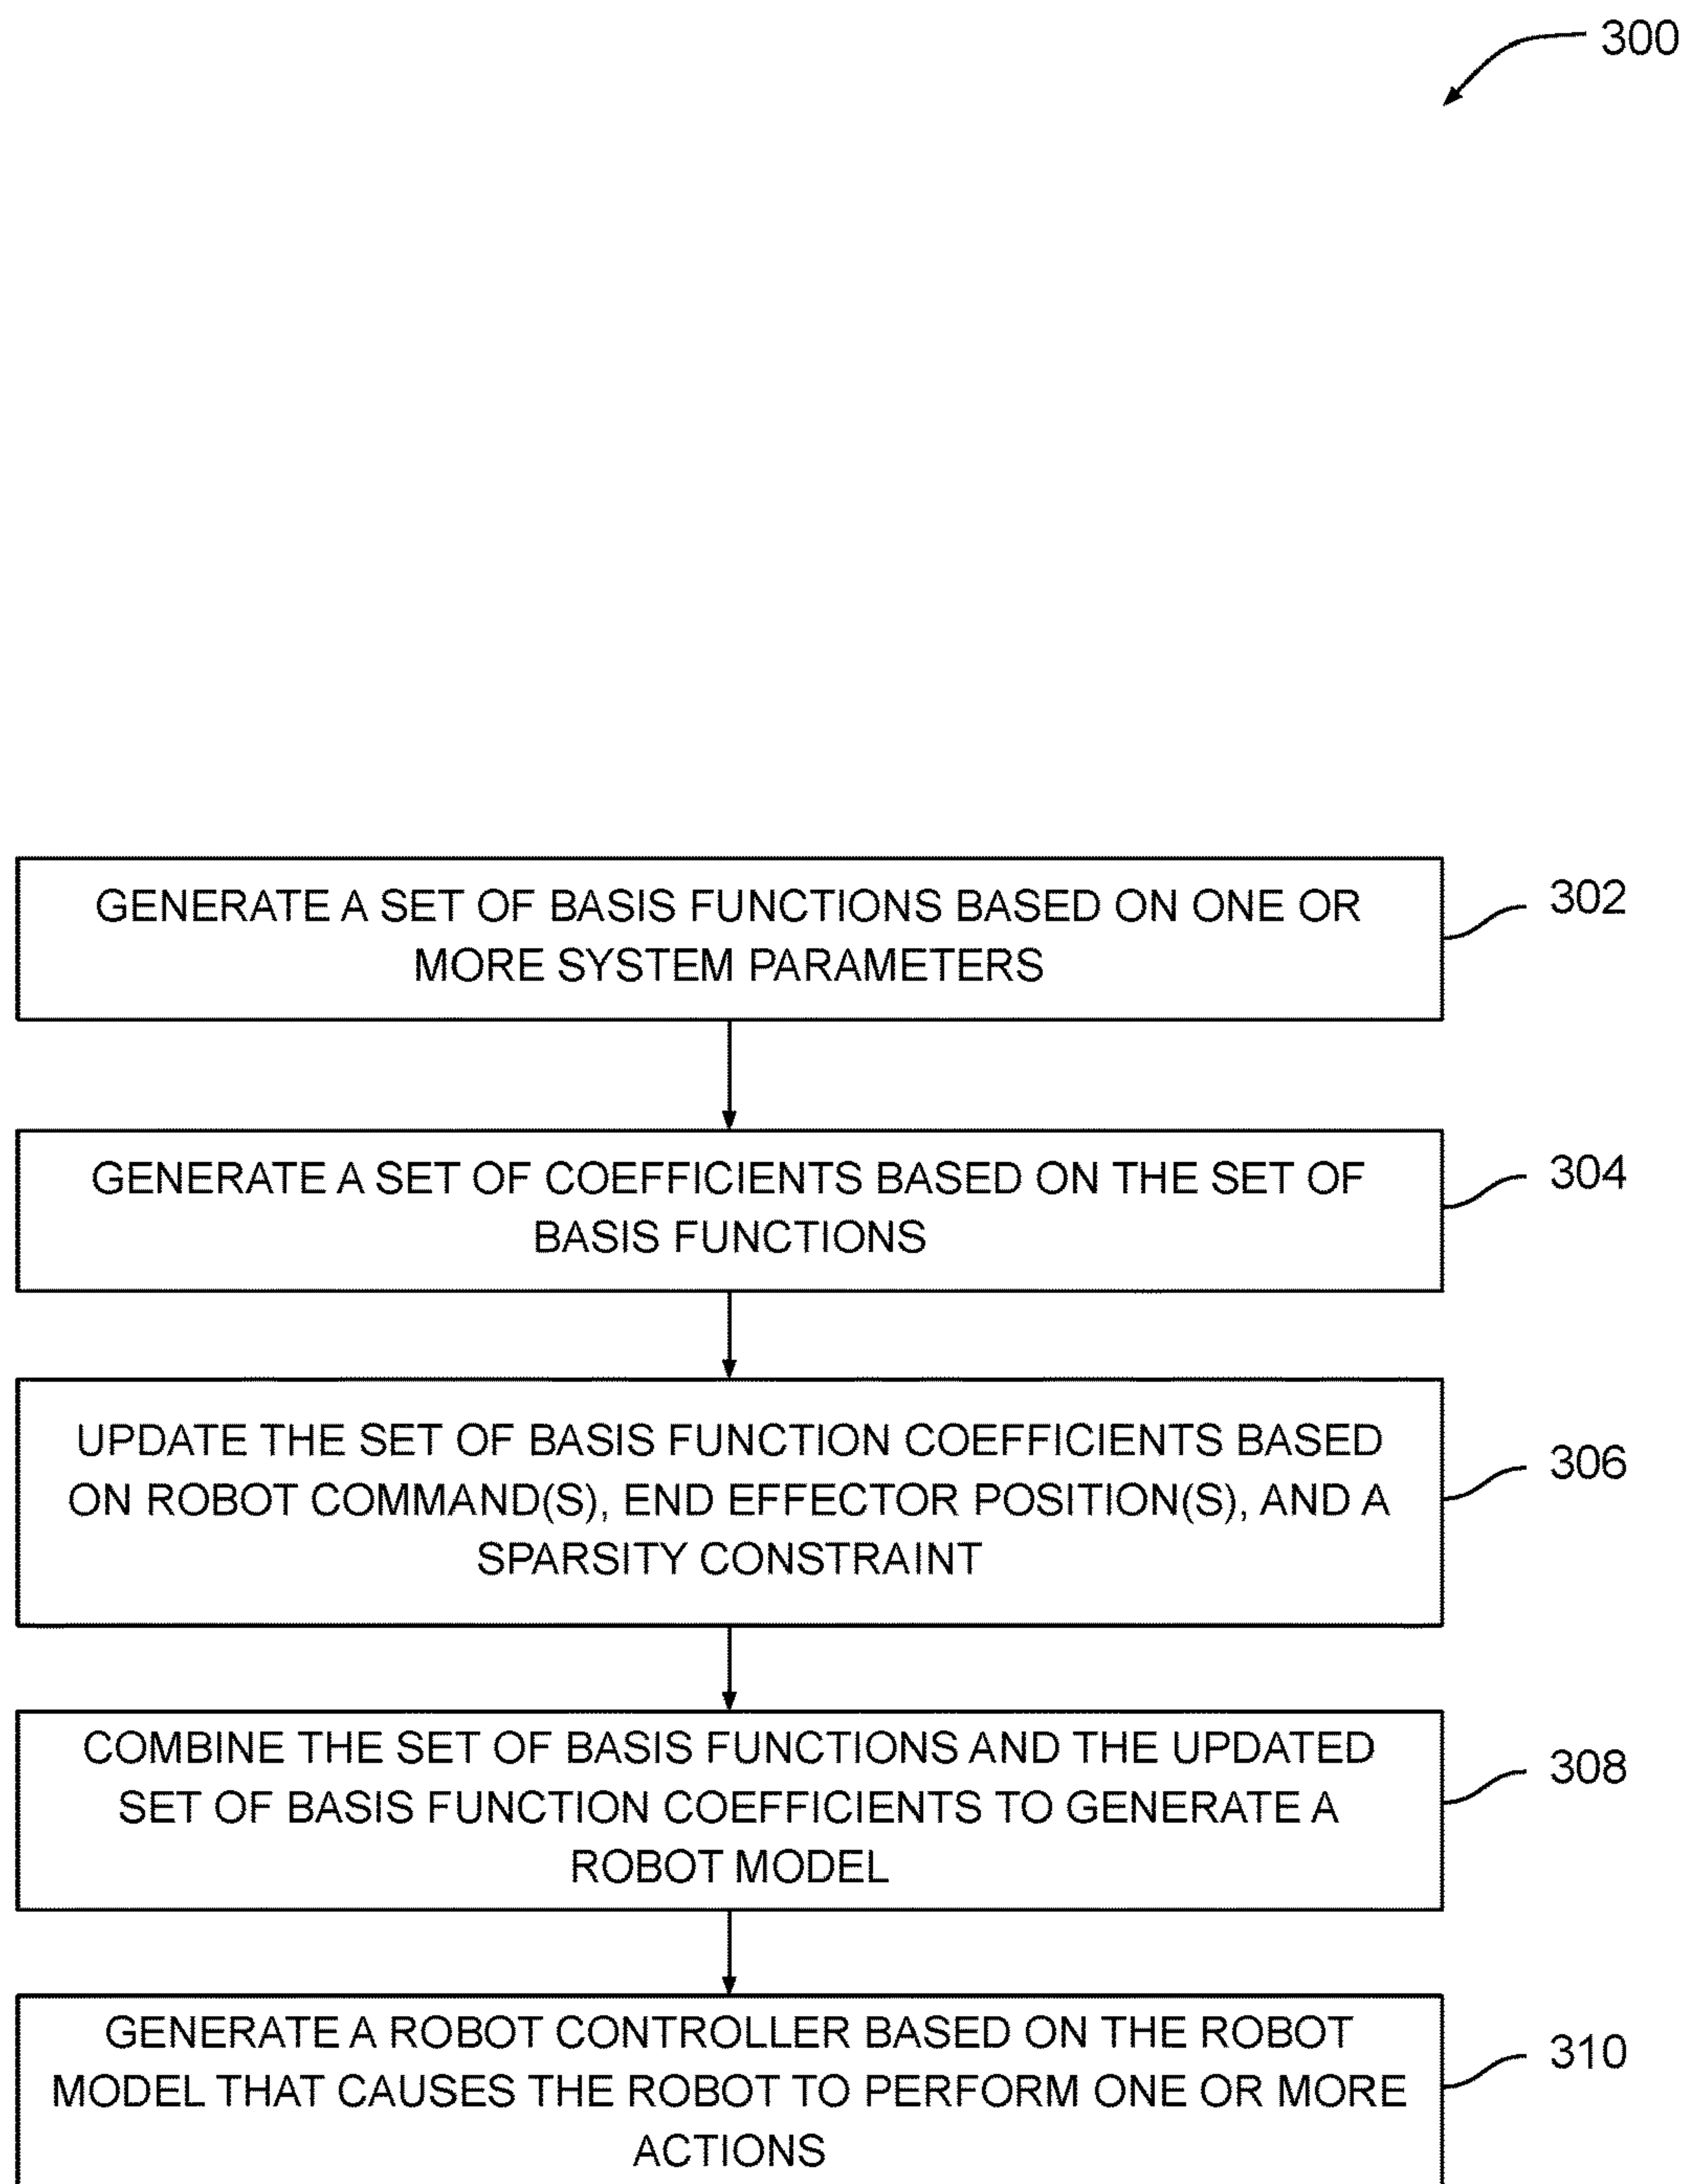 300
GENERATE A SET OF BASIS FUNCTIONS BASED ON ONE OR
MORE SYSTEM PARAMETERS
302
GENERATE A SET OF COEFFICIENTS BASED ON THE SET OF
BASIS FUNCTIONS
304
UPDATE THE SET OF BASIS FUNCTION COEFFICIENTS BASED
ON ROBOT COMMAND(S), END EFFECTOR POSITION(S), AND A
SPARSITY CONSTRAINT
306
COMBINE THE SET OF BASIS FUNCTIONS AND THE UPDATED
SET OF BASIS FUNCTION COEFFICIENTS TO GENERATE A
ROBOT MODEL
308
GENERATE A ROBOT CONTROLLER BASED ON THE ROBOT
MODEL THAT CAUSES THE ROBOT TO PERFORM ONE OR MORE
ACTIONS
310